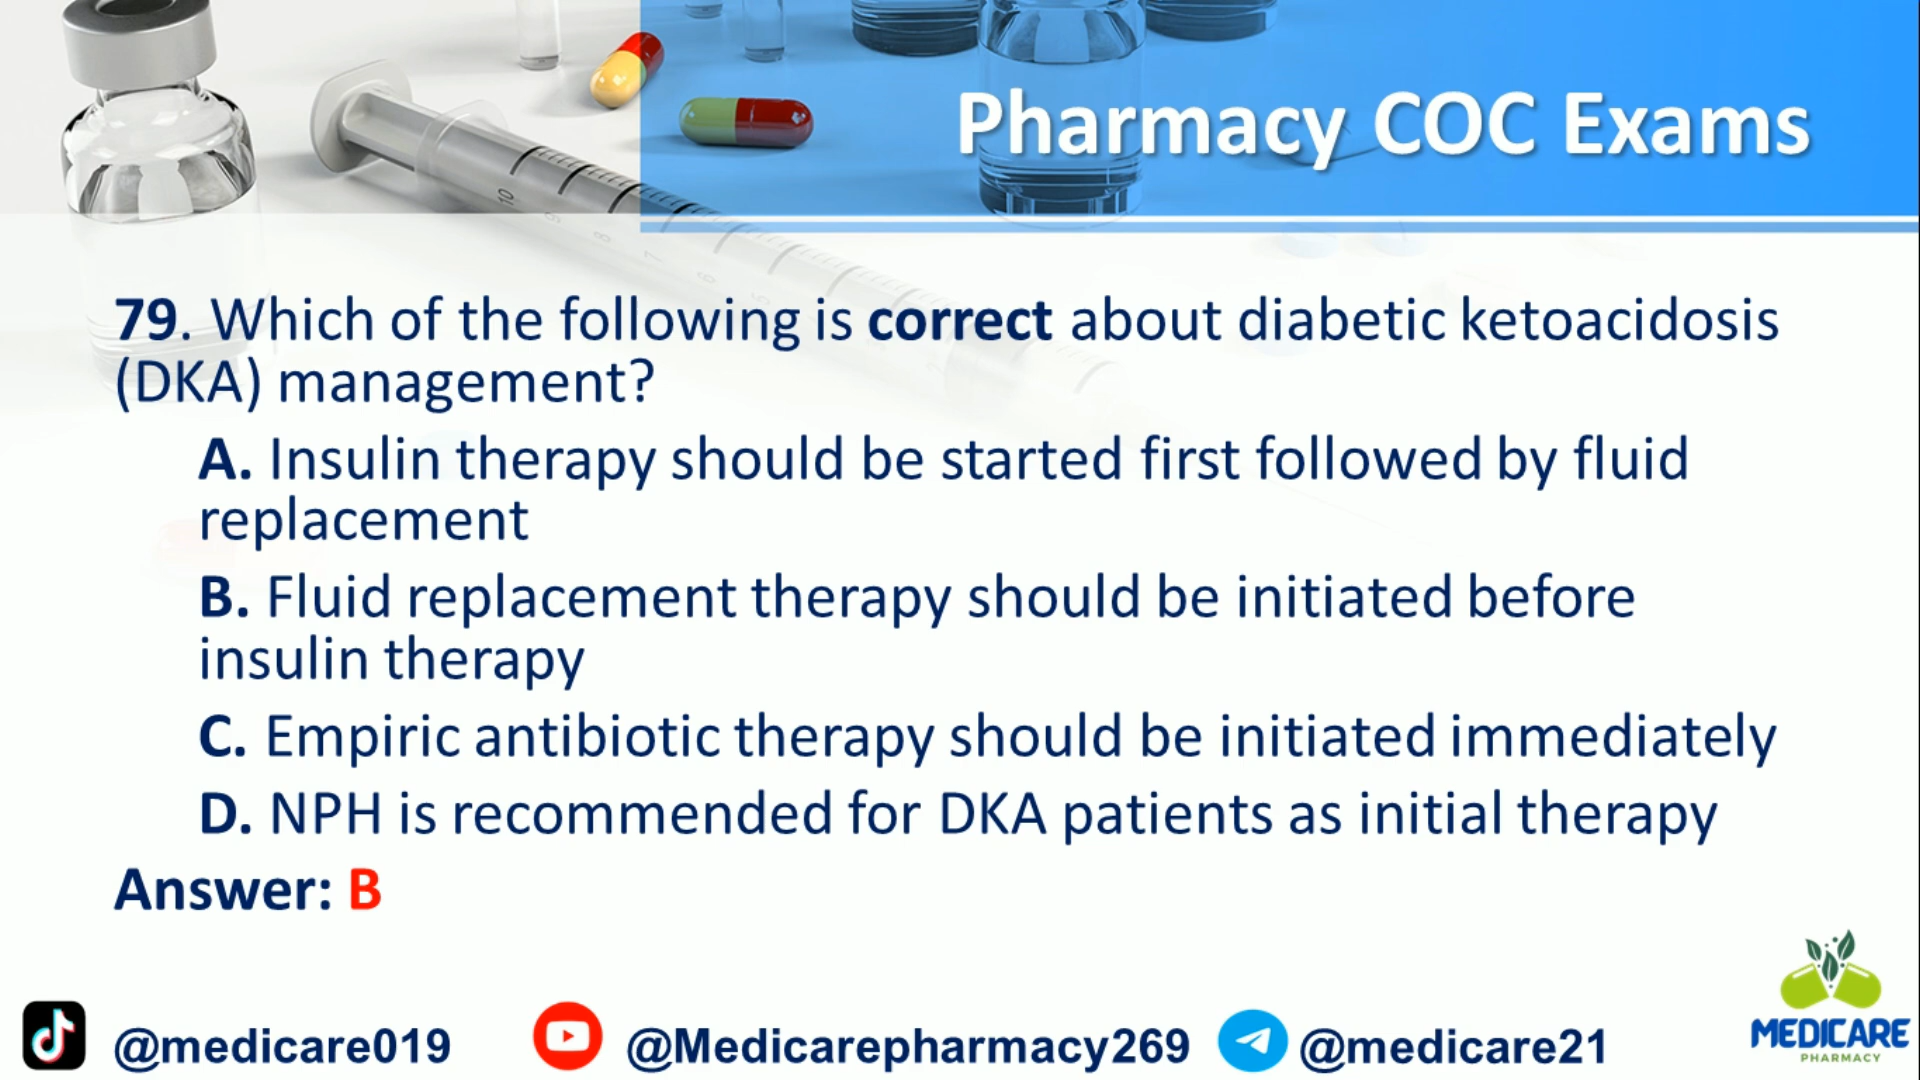 Pharmacy COC Exams
79. Which of the following is correct about diabetic ketoacidosis
(DKA) management?
A. Insulin therapy should be started first followed by fluid
replacement
B. Fluid replacement therapy should be initiated before
insulin therapy
C. Empiric antibiotic therapy should be initiated immediately
D. NPH is recommended for DKA patients as initial therapy
Answer: B
@medicare019
@Medicarepharmacy269
@medicare21
MEDICARE
PHARMACY